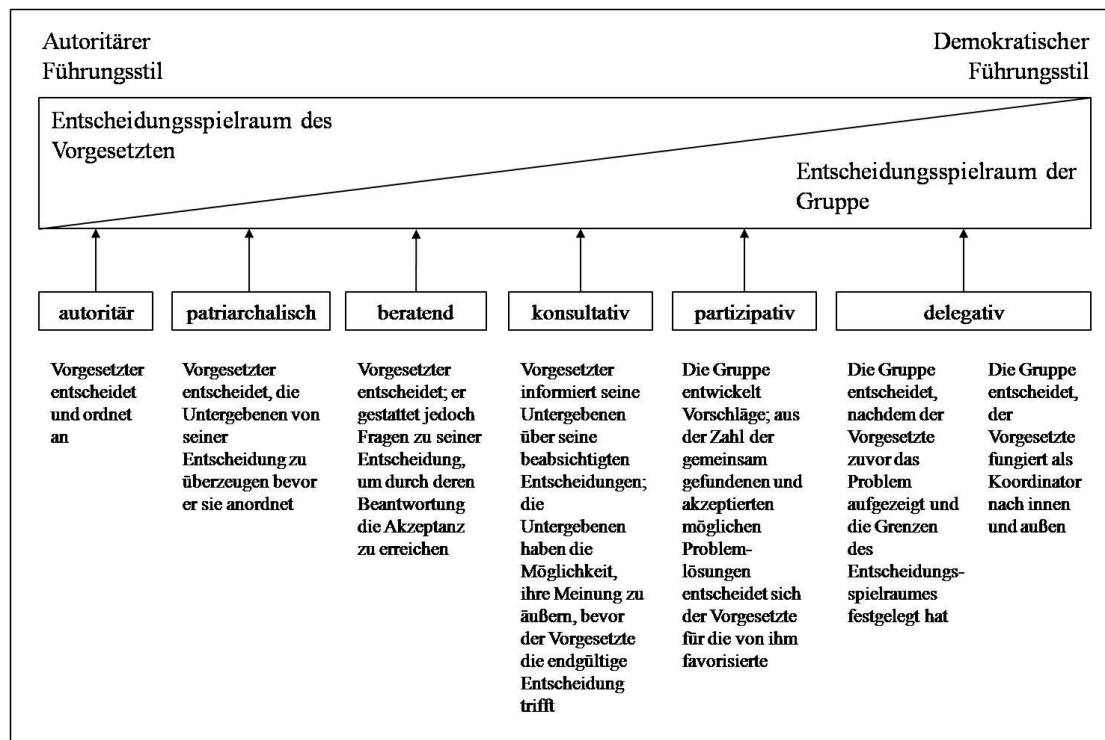 Autoritärer
Führungsstil
Demokratischer
Führungsstil
Entscheidungsspielraum des
Vorgesetzten
Entscheidungsspielraum der
Gruppe
autoritär
patriarchalisch
beratend
konsultativ
partizipativ
delegativ
Vorgesetzter
entscheidet
und ordnet
an
Vorgesetzter
entscheidet, die
Untergebenen von
seiner
Entscheidung zu
überzeugen bevor
er sie anordnet
Vorgesetzter
entscheidet; er
gestattet jedoch
Fragen zu seiner
Entscheidung,
um durch deren
Beantwortung
die Akzeptanz
zu erreichen
Vorgesetzter
informiert seine
Untergebenen
über seine
beabsichtigten
Entscheidungen;
die
Untergebenen
haben die
Möglichkeit,
ihre Meinung zu
äußern, bevor
der Vorgesetzte
die endgültige
Entscheidung
trifft
Die Gruppe
entwickelt
Vorschläge; aus
der Zahl der
gemeinsam
gefundenen und
akzeptierten
möglichen
Problem-
lösungen
entscheidet sich
der Vorgesetzte
für die von ihm
favorisierte
Die Gruppe
entscheidet,
nachdem der
Vorgesetzte
zuvor das
Problem
aufgezeigt und
die Grenzen
des
Entscheidungs-
spielraumes
festgelegt hat
Die Gruppe
entscheidet,
der
Vorgesetzte
fungiert als
Koordinator
nach innen
und außen